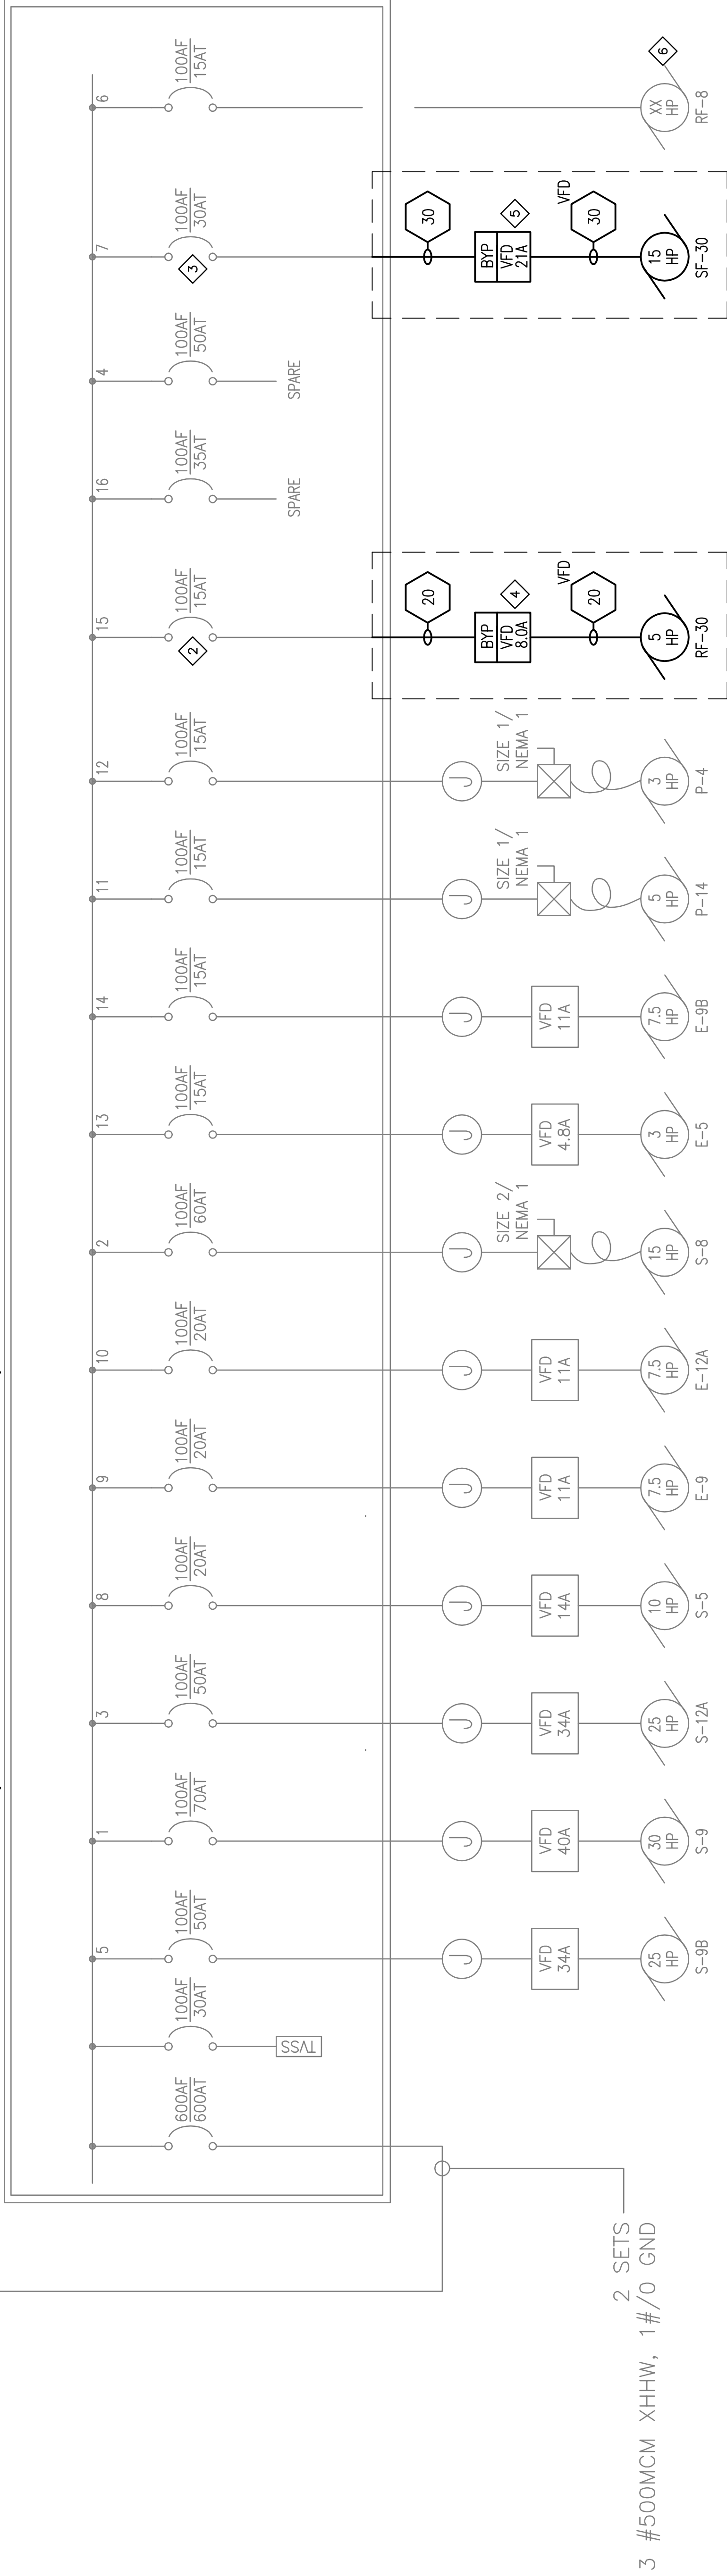 600AF
600AT
100AF
30AT
TVSS
5
100AF
50AT
J
VFD
34A
25
HP
S-9B
1
100AF
70AT
J
VFD
40A
30
HP
S-9
3
100AF
50AT
J
VFD
34A
25
HP
S-12A
8
100AF
20AT
J
VFD
14A
10
HP
S-5
9
100AF
20AT
J
VFD
11A
7.5
HP
E-9
10
100AF
20AT
J
VFD
11A
7.5
HP
E-12A
2
100AF
60AT
J
SIZE 2/
NEMA 1
15
HP
S-8
13
100AF
15AT
J
VFD
4.8A
3
HP
E-5
14
100AF
15AT
J
VFD
11A
7.5
HP
E-9B
11
100AF
15AT
J
SIZE 1/
NEMA 1
5
HP
P-14
12
100AF
15AT
J
SIZE 1/
NEMA 1
3
HP
P-4
15
100AF
15AT
2
20
BYP
VFD
8.0A
4
VFD
20
5
HP
RF-30
16
100AF
35AT
SPARE
4
100AF
50AT
SPARE
7
100AF
30AT
3
30
BYP
VFD
21A
5
VFD
30
15
HP
SF-30
6
100AF
15AT
XX
HP
6
RF-8
2 SETS
3 #500MCM XHHW, 1#/0 GND